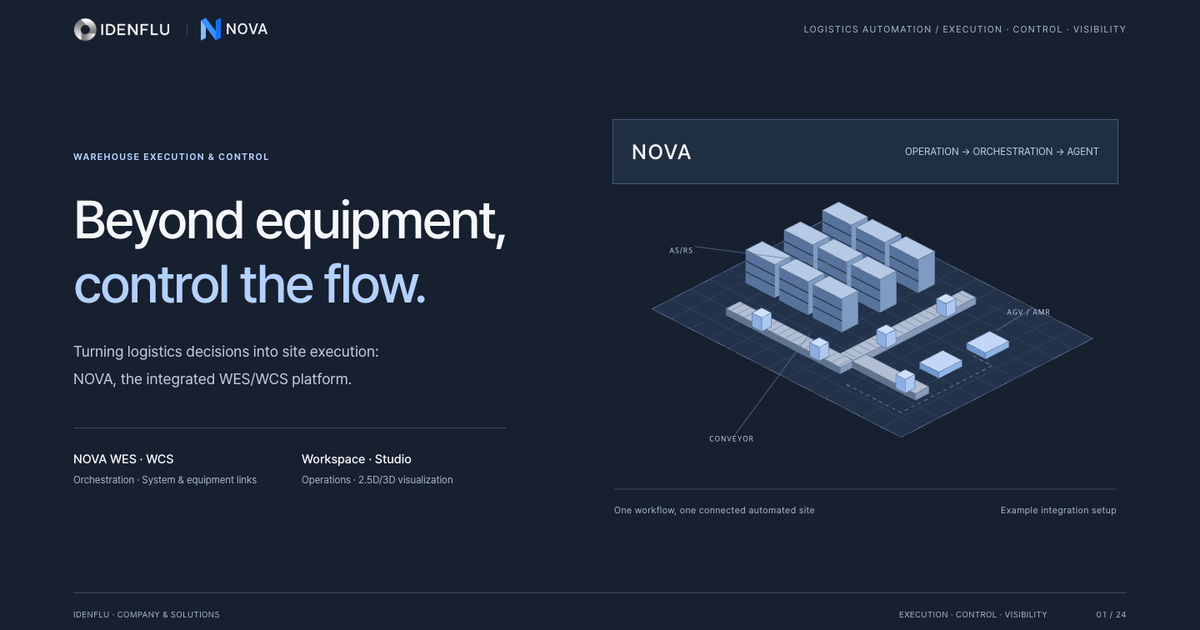 IDENFLU
NOVA
LOGISTICS AUTOMATION / EXECUTION · CONTROL · VISIBILITY
WAREHOUSE EXECUTION & CONTROL
Beyond equipment,
control the flow.
Turning logistics decisions into site execution:
NOVA, the integrated WES/WCS platform.
NOVA WES · WCS
Orchestration · System & equipment links
Workspace · Studio
Operations · 2.5D/3D visualization
NOVA
OPERATION → ORCHESTRATION → AGENT
AS/RS
AGV / AMR
CONVEYOR
One workflow, one connected automated site
Example integration setup
IDENFLU · COMPANY & SOLUTIONS
EXECUTION · CONTROL · VISIBILITY
01 / 24